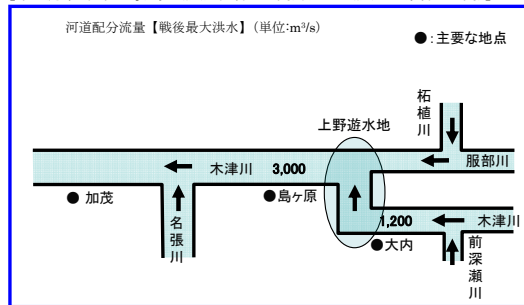 河道配分流量【戦後最大洪水】(単位:m³/s)
●:主要な地点
柘植川
上野遊水地
服部川
木津川 3,000
●加茂
●島ヶ原
名張川
1,200
木津川
●大内
前深瀬川